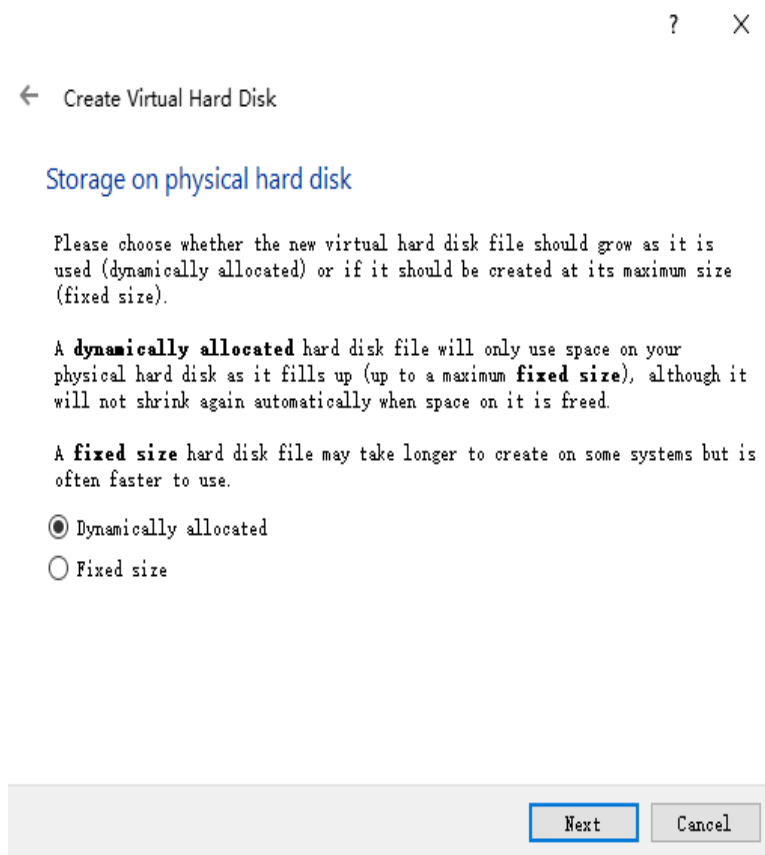 ?
Create Virtual Hard Disk
Storage on physical hard disk
Please choose whether the new virtual hard disk file should grow as it is
used (dynamically allocated) or if it should be created at its maximum size
(fixed size).
A dynamically allocated hard disk file will only use space on your
physical hard disk as it fills up (up to a maximum fixed size), although it
will not shrink again automatically when space on it is freed.
A fixed size hard disk file may take longer to create on some systems but is
often faster to use.
Dynamically allocated
Fixed size
Next Cancel